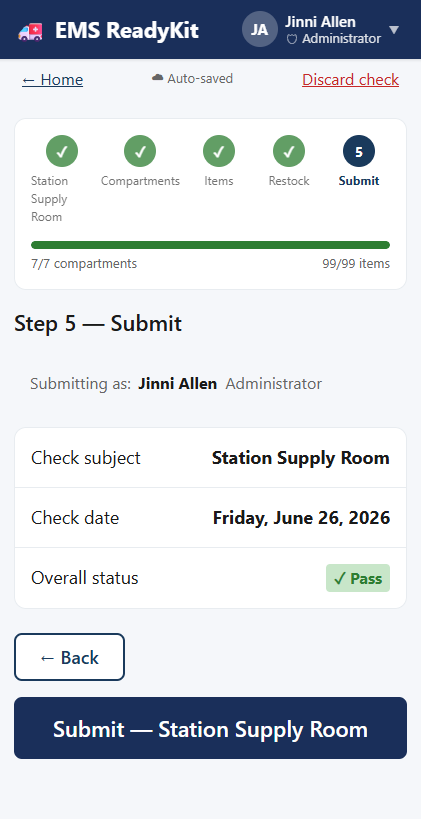 EMS ReadyKit
JA
Jinni Allen
Administrator
← Home
Auto-saved
Discard check
✓ ✓ ✓ ✓ 5
Station Supply Room
Compartments
Items
Restock
Submit
7/7 compartments
99/99 items
Step 5 — Submit
Submitting as: Jinni Allen Administrator
Check subject
Station Supply Room
Check date
Friday, June 26, 2026
Overall status
✓ Pass
← Back
Submit — Station Supply Room